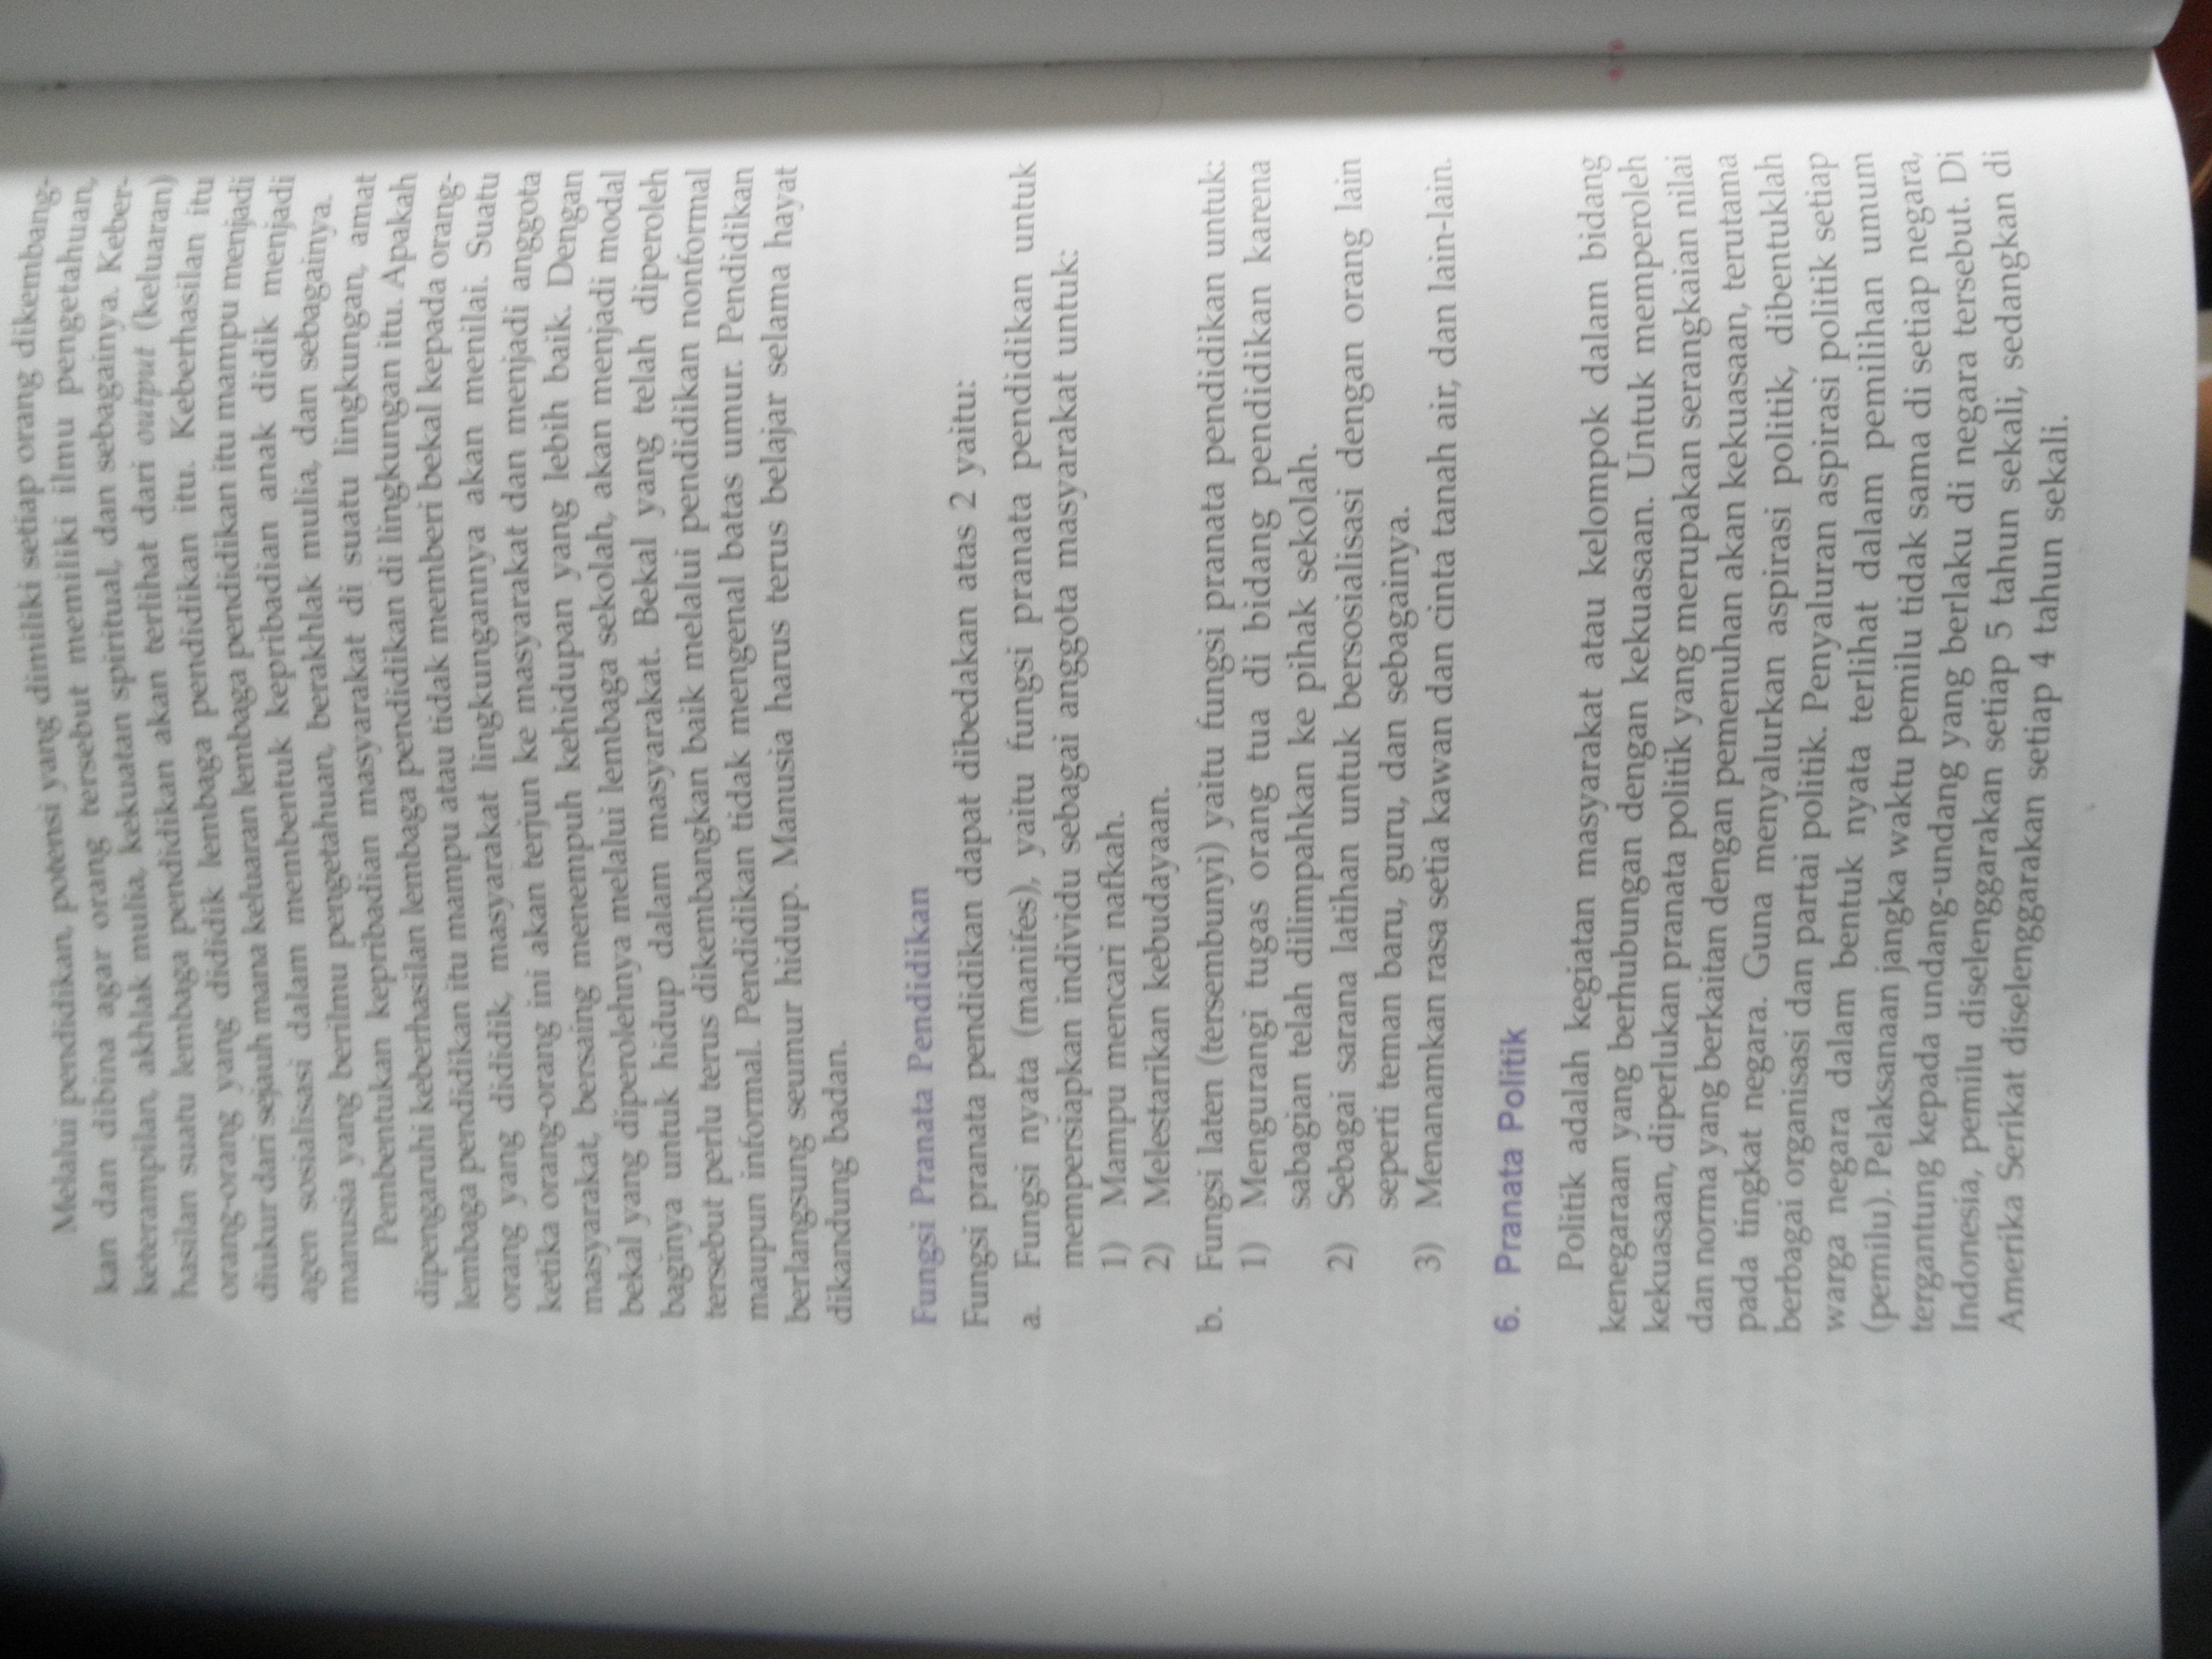 Melalui pendidikan, potensi yang dimiliki setiap orang dikembang-
kan dan dibina agar orang tersebut memiliki ilmu pengetahuan,
keterampilan, akhlak mulia, kekuatan spiritual, dan sebagainya. Keber-
hasilan suatu lembaga pendidikan akan terlihat dari output (keluaran)
orang-orang yang dididik lembaga pendidikan itu. Keberhasilan itu
diukur dari sejauh mana keluaran lembaga pendidikan itu mampu menjadi
agen sosialisasi dalam membentuk kepribadian anak didik menjadi
manusia yang berilmu pengetahuan, berakhlak mulia, dan sebagainya.
Pembentukan kepribadian masyarakat di suatu lingkungan, amat
dipengaruhi keberhasilan lembaga pendidikan di lingkungan itu. Apakah
lembaga pendidikan itu mampu atau tidak memberi bekal kepada orang-
orang yang dididik, masyarakat lingkungannya akan menilai. Suatu
ketika orang-orang ini akan terjun ke masyarakat dan menjadi anggota
masyarakat, bersaing menempuh kehidupan yang lebih baik. Dengan
bekal yang diperolehnya melalui lembaga sekolah, akan menjadi modal
baginya untuk hidup dalam masyarakat. Bekal yang telah diperoleh
tersebut perlu terus dikembangkan baik melalui pendidikan nonformal
maupun informal. Pendidikan tidak mengenal batas umur. Pendidikan
berlangsung seumur hidup. Manusia harus terus belajar selama hayat
dikandung badan.
Fungsi Pranata Pendidikan
Fungsi pranata pendidikan dapat dibedakan atas 2 yaitu:
a. Fungsi nyata (manifes), yaitu fungsi pranata pendidikan untuk
mempersiapkan individu sebagai anggota masyarakat untuk:
1) Mampu mencari nafkah.
2) Melestarikan kebudayaan.
b. Fungsi laten (tersembunyi) yaitu fungsi pranata pendidikan untuk:
1) Mengurangi tugas orang tua di bidang pendidikan karena
sabagian telah dilimpahkan ke pihak sekolah.
2) Sebagai sarana latihan untuk bersosialisasi dengan orang lain
seperti teman baru, guru, dan sebagainya.
3) Menanamkan rasa setia kawan dan cinta tanah air, dan lain-lain.
6. Pranata Politik
Politik adalah kegiatan masyarakat atau kelompok dalam bidang
kenegaraan yang berhubungan dengan kekuasaan. Untuk memperoleh
kekuasaan, diperlukan pranata politik yang merupakan serangkaian nilai
dan norma yang berkaitan dengan pemenuhan akan kekuasaan, terutama
pada tingkat negara. Guna menyalurkan aspirasi politik, dibentuklah
berbagai organisasi dan partai politik. Penyaluran aspirasi politik setiap
warga negara dalam bentuk nyata terlihat dalam pemilihan umum
(pemilu). Pelaksanaan jangka waktu pemilu tidak sama di setiap negara,
tergantung kepada undang-undang yang berlaku di negara tersebut. Di
Indonesia, pemilu diselenggarakan setiap 5 tahun sekali, sedangkan di
Amerika Serikat diselenggarakan setiap 4 tahun sekali.